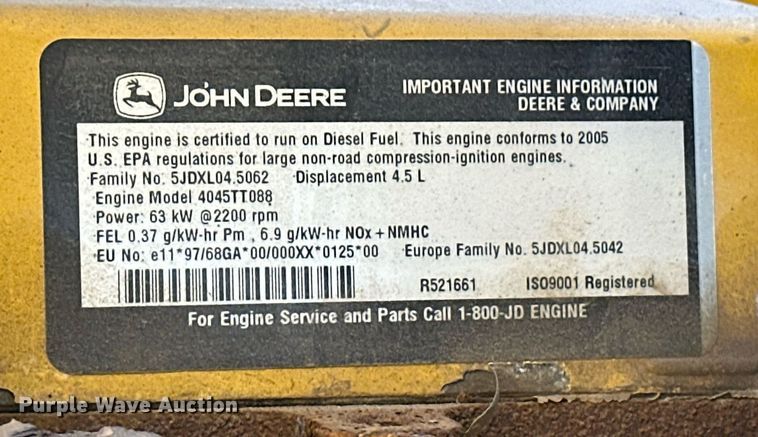 JOHN DEERE
IMPORTANT ENGINE INFORMATION
DEERE & COMPANY
This engine is certified to run on Diesel Fuel. This engine conforms to 2005
U.S. EPA regulations for large non-road compression-ignition engines.
Family No. 5JDXL04.5062 Displacement 4.5 L
Engine Model 4045TT088
Power: 63 kW @2200 rpm
FEL 0.37 g/kW-hr Pm , 6.9 g/kW-hr NOx + NMHC
EU No: e11*97/68GA*00/000XX*0125*00 Europe Family No. 5JDXL04.5042
R521661 ISO9001 Registered
For Engine Service and Parts Call 1-800-JD ENGINE
Purple Wave Auction